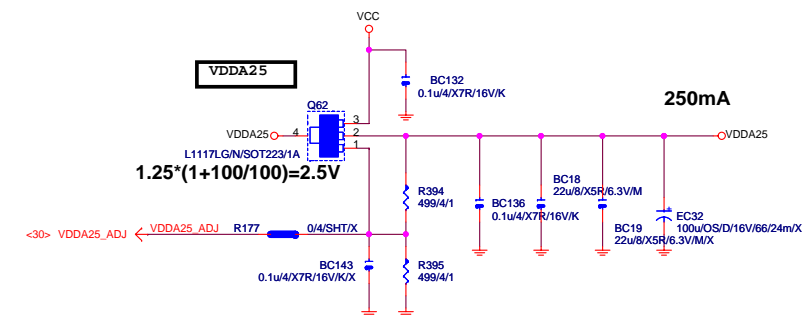 VCC
VDDA25
BC132
0.1u/4/X7R/16V/K
250mA
Q62
3
VDDA25 4 2 VDDA25
1
L1117LG/N/SOT223/1A
1.25*(1+100/100)=2.5V
R394
499/4/1
BC136
0.1u/4/X7R/16V/K
BC18
22u/8/X5R/6.3V/M
BC19
22u/8/X5R/6.3V/M/X
EC32
100u/OS/D/16V/66/24m/X
<30> VDDA25_ADJ VDDA25_ADJ R177 0/4/SHT/X
BC143
0.1u/4/X7R/16V/K/X
R395
499/4/1